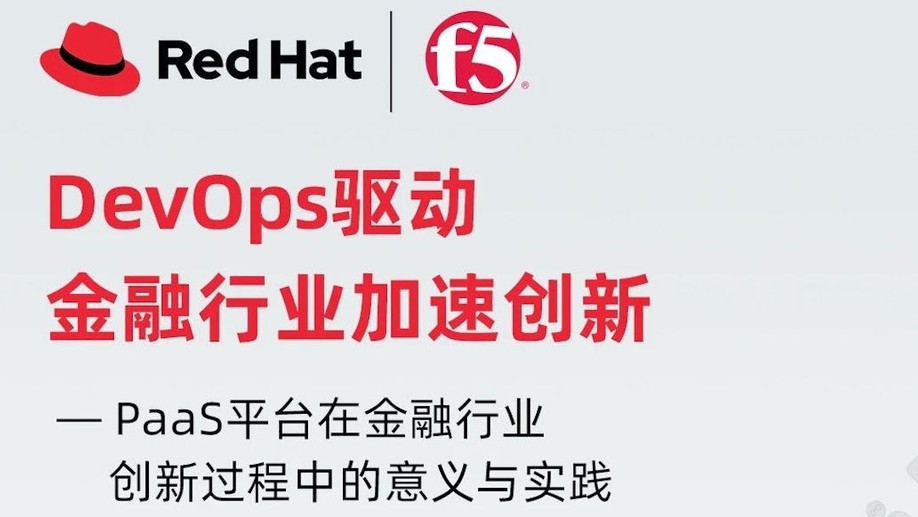 Red Hat
f5®
DevOps驱动
金融行业加速创新
— PaaS平台在金融行业
创新过程中的意义与实践